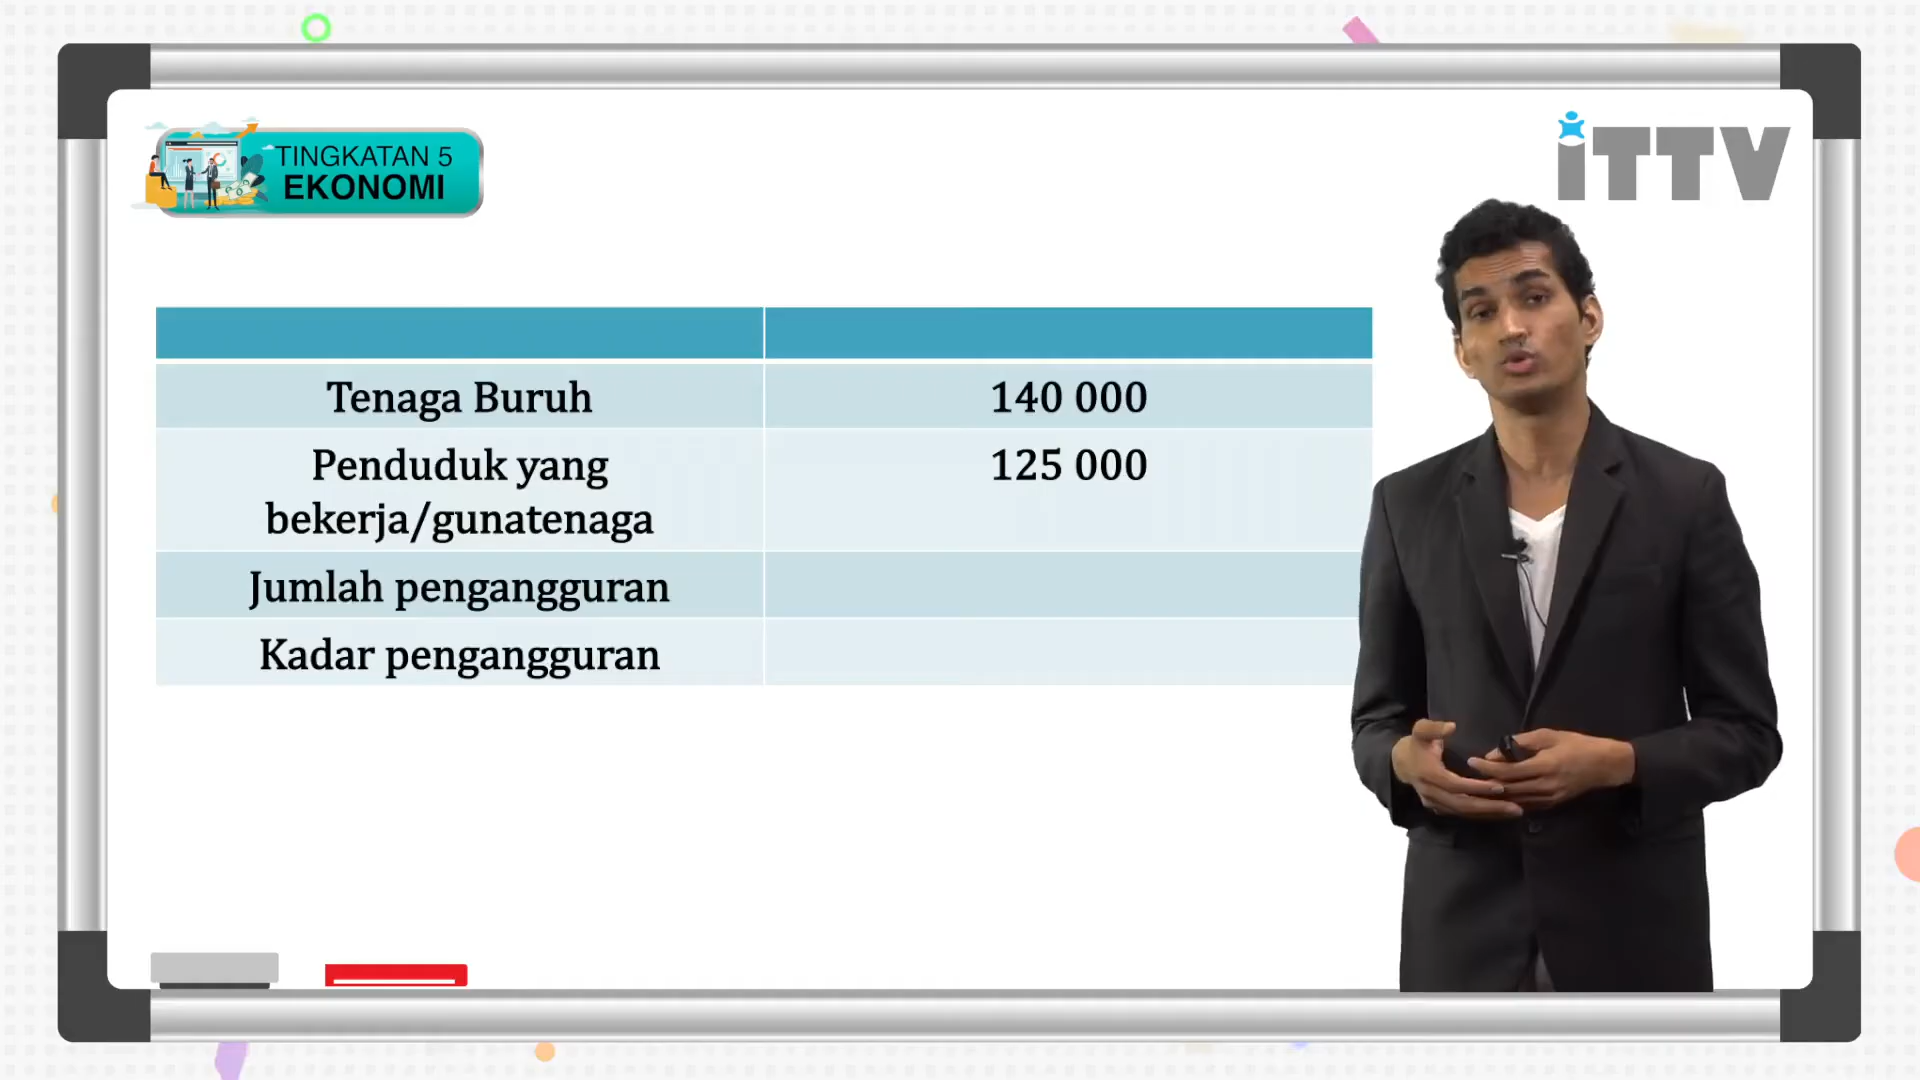 TINGKATAN 5
EKONOMI
iTTV
Tenaga Buruh
140 000
Penduduk yang
bekerja/gunatenaga
125 000
Jumlah pengangguran
Kadar pengangguran